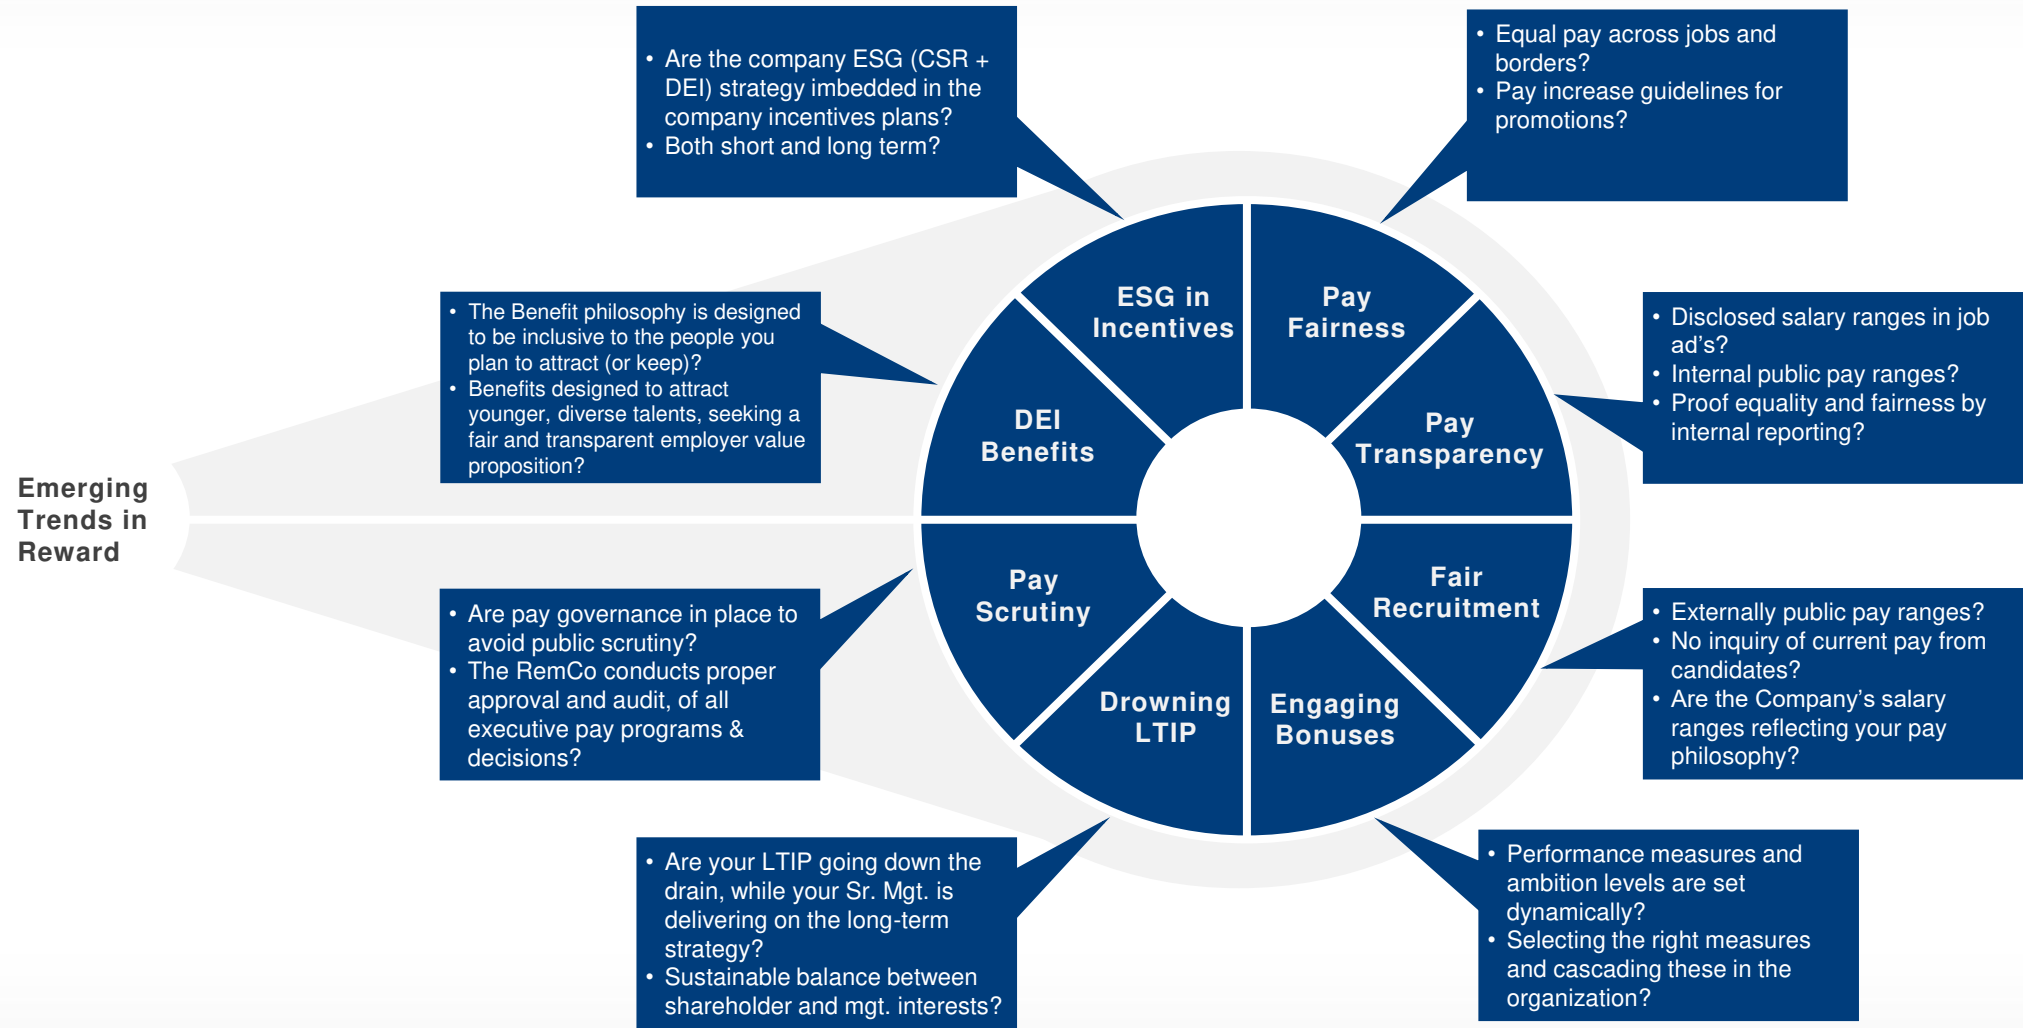 Emerging
Trends in
Reward
• Are the company ESG (CSR +
DEI) strategy imbedded in the
company incentives plans?
• Both short and long term?
• Equal pay across jobs and
borders?
• Pay increase guidelines for
promotions?
• The Benefit philosophy is designed
to be inclusive to the people you
plan to attract (or keep)?
• Benefits designed to attract
younger, diverse talents, seeking a
fair and transparent employer value
proposition?
• Disclosed salary ranges in job
ad's?
• Internal public pay ranges?
• Proof equality and fairness by
internal reporting?
ESG in
Incentives
Pay
Fairness
DEI
Benefits
Pay
Transparency
Pay
Scrutiny
Fair
Recruitment
Drowning
LTIP
Engaging
Bonuses
• Are pay governance in place to
avoid public scrutiny?
• The RemCo conducts proper
approval and audit, of all
executive pay programs &
decisions?
• Externally public pay ranges?
• No inquiry of current pay from
candidates?
• Are the Company’s salary
ranges reflecting your pay
philosophy?
• Are your LTIP going down the
drain, while your Sr. Mgt. is
delivering on the long-term
strategy?
• Sustainable balance between
shareholder and mgt. interests?
• Performance measures and
ambition levels are set
dynamically?
• Selecting the right measures
and cascading these in the
organization?